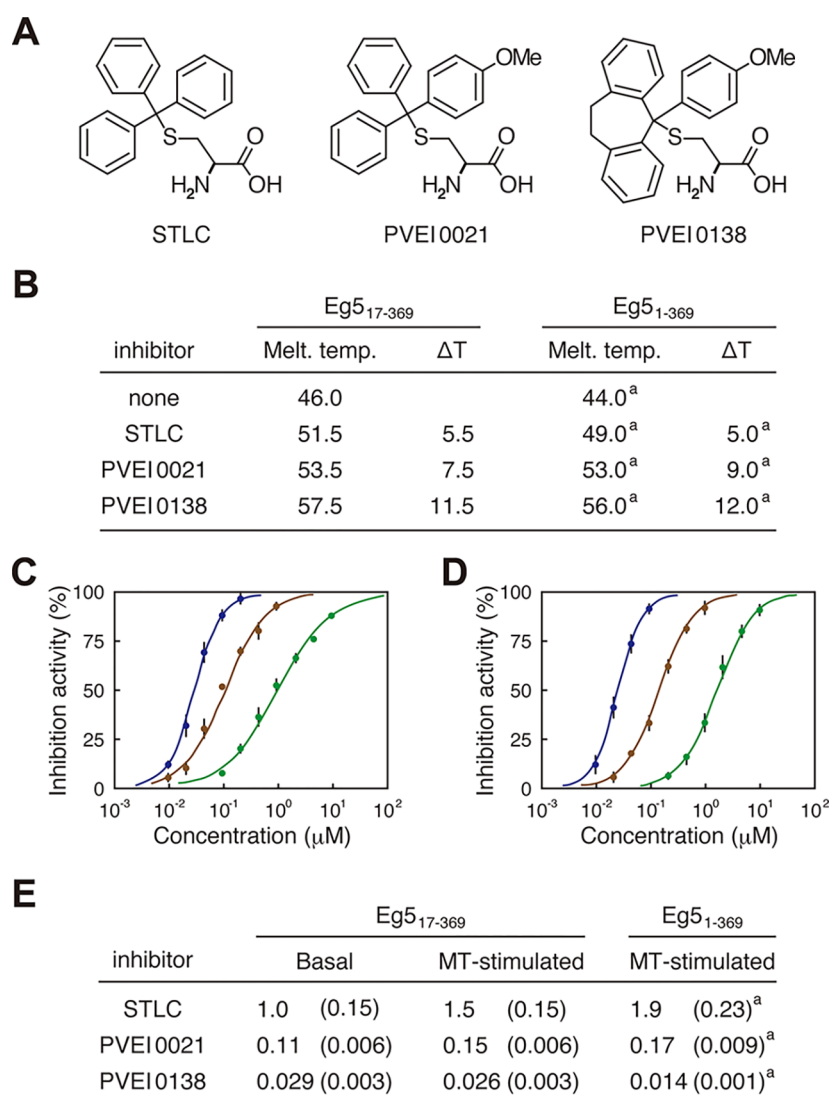 A
OMe
OMe
S
O
S
O
S
O
H2N
OH
H2N
OH
H2N
OH
STLC
PVEI0021
PVEI0138
B
Eg517-369
Eg51-369
inhibitor Melt. temp. ΔT Melt. temp. ΔT
none 46.0 44.0a
STLC 51.5 5.5 49.0a 5.0a
PVEI0021 53.5 7.5 53.0a 9.0a
PVEI0138 57.5 11.5 56.0a 12.0a
C
Inhibition activity (%)
100
75
50
25
0
10-3 10-2 10-1 100 101 102
Concentration (μM)
D
Inhibition activity (%)
100
75
50
25
0
10-3 10-2 10-1 100 101 102
Concentration (μM)
E
Eg517-369
Eg51-369
inhibitor Basal MT-stimulated MT-stimulated
STLC 1.0 (0.15) 1.5 (0.15) 1.9 (0.23)a
PVEI0021 0.11 (0.006) 0.15 (0.006) 0.17 (0.009)a
PVEI0138 0.029 (0.003) 0.026 (0.003) 0.014 (0.001)a